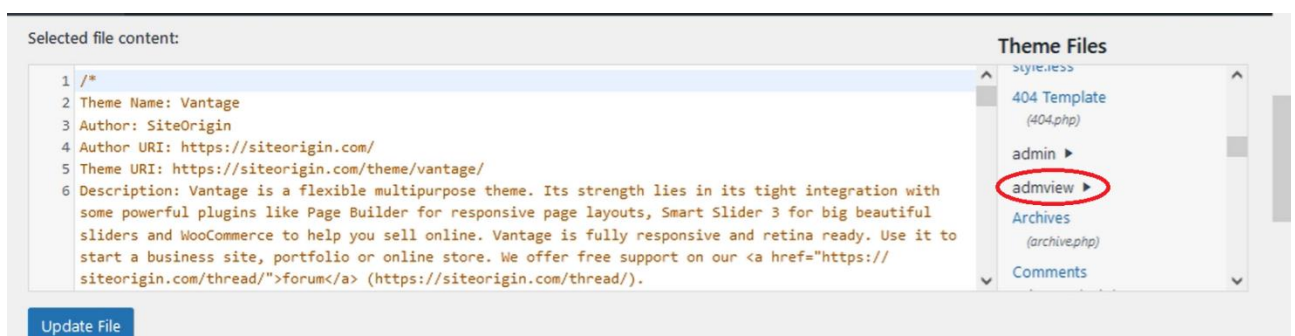 Selected file content:
Theme Files
1 /*
2 Theme Name: Vantage
3 Author: SiteOrigin
4 Author URI: https://siteorigin.com/
5 Theme URI: https://siteorigin.com/theme/vantage/
6 Description: Vantage is a flexible multipurpose theme. Its strength lies in its tight integration with
some powerful plugins like Page Builder for responsive page layouts, Smart Slider 3 for big beautiful
sliders and WooCommerce to help you sell online. Vantage is fully responsive and retina ready. Use it to
start a business site, portfolio or online store. We offer free support on our <a href="https://
siteorigin.com/thread/">forum</a> (https://siteorigin.com/thread/).
style.less
404 Template
(404.php)
admin ▶
admview ▶
Archives
(archive.php)
Comments
Update File